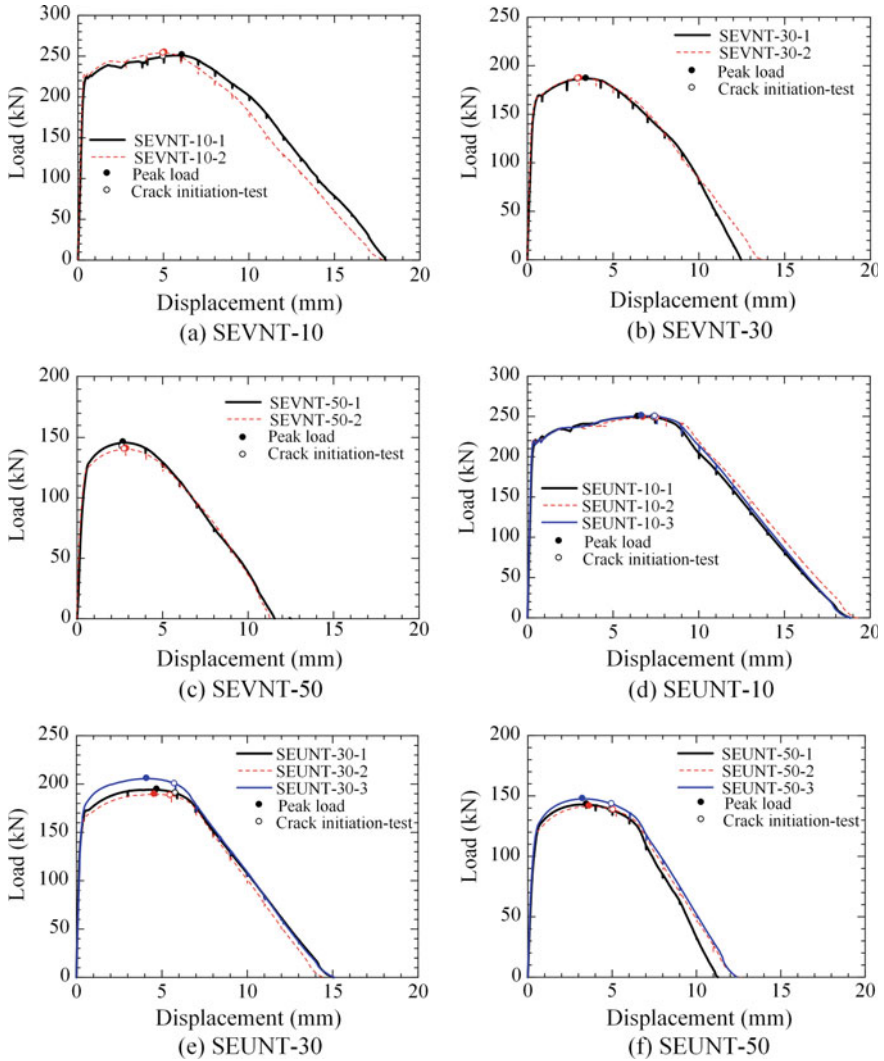 300
250
200
150
100
50
0
Load (kN)
SEVNT-10-1
SEVNT-10-2
Peak load
Crack initiation-test
0 5 10 15 20
Displacement (mm)
(a) SEVNT-10
250
200
150
100
50
0
Load (kN)
SEVNT-30-1
SEVNT-30-2
Peak load
Crack initiation-test
0 5 10 15 20
Displacement (mm)
(b) SEVNT-30
200
150
100
50
0
Load (kN)
SEVNT-50-1
SEVNT-50-2
Peak load
Crack initiation-test
0 5 10 15 20
Displacement (mm)
(c) SEVNT-50
300
250
200
150
100
50
0
Load (kN)
SEUNT-10-1
SEUNT-10-2
SEUNT-10-3
Peak load
Crack initiation-test
0 5 10 15 20
Displacement (mm)
(d) SEUNT-10
250
200
150
100
50
0
Load (kN)
SEUNT-30-1
SEUNT-30-2
SEUNT-30-3
Peak load
Crack initiation-test
0 5 10 15 20
Displacement (mm)
(e) SEUNT-30
200
150
100
50
0
Load (kN)
SEUNT-50-1
SEUNT-50-2
SEUNT-50-3
Peak load
Crack initiation-test
0 5 10 15 20
Displacement (mm)
(f) SEUNT-50